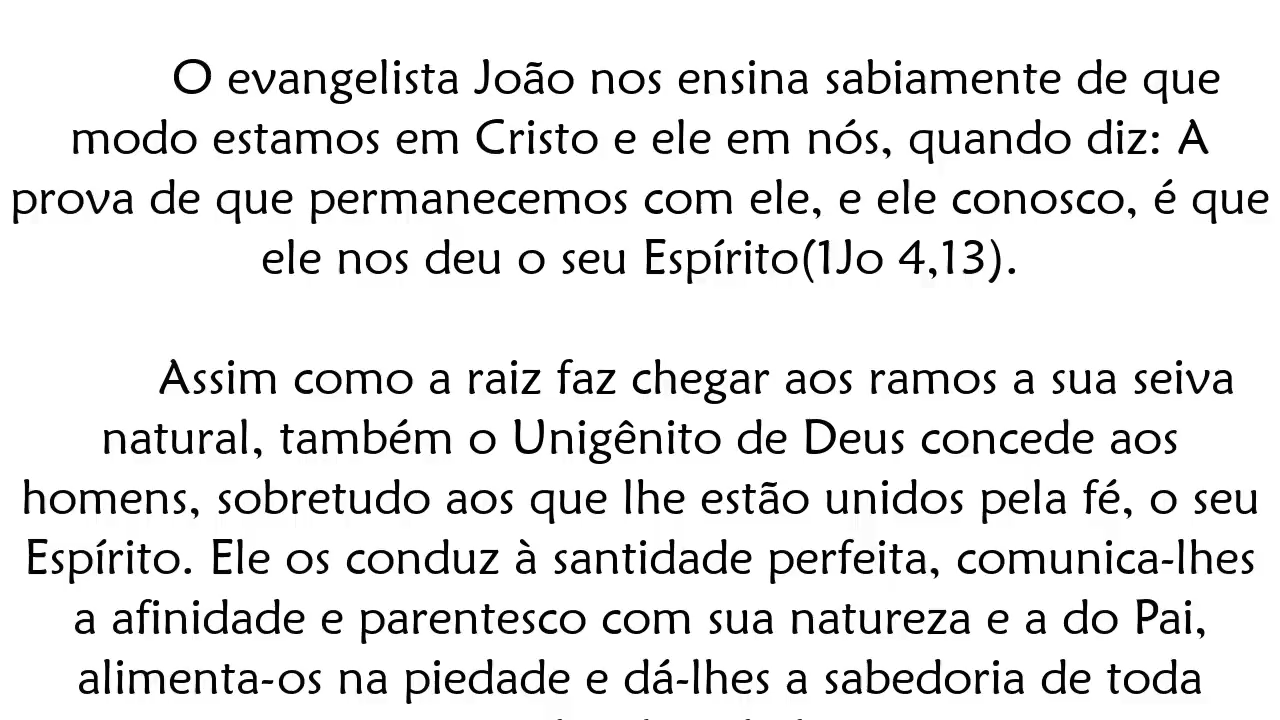 O evangelista João nos ensina sabiamente de que
modo estamos em Cristo e ele em nós, quando diz: A
prova de que permanecemos com ele, e ele conosco, é que
ele nos deu o seu Espírito(1Jo 4,13).
Assim como a raiz faz chegar aos ramos a sua seiva
natural, também o Unigênito de Deus concede aos
homens, sobretudo aos que lhe estão unidos pela fé, o seu
Espírito. Ele os conduz à santidade perfeita, comunica-lhes
a afinidade e parentesco com sua natureza e a do Pai,
alimenta-os na piedade e dá-lhes a sabedoria de toda